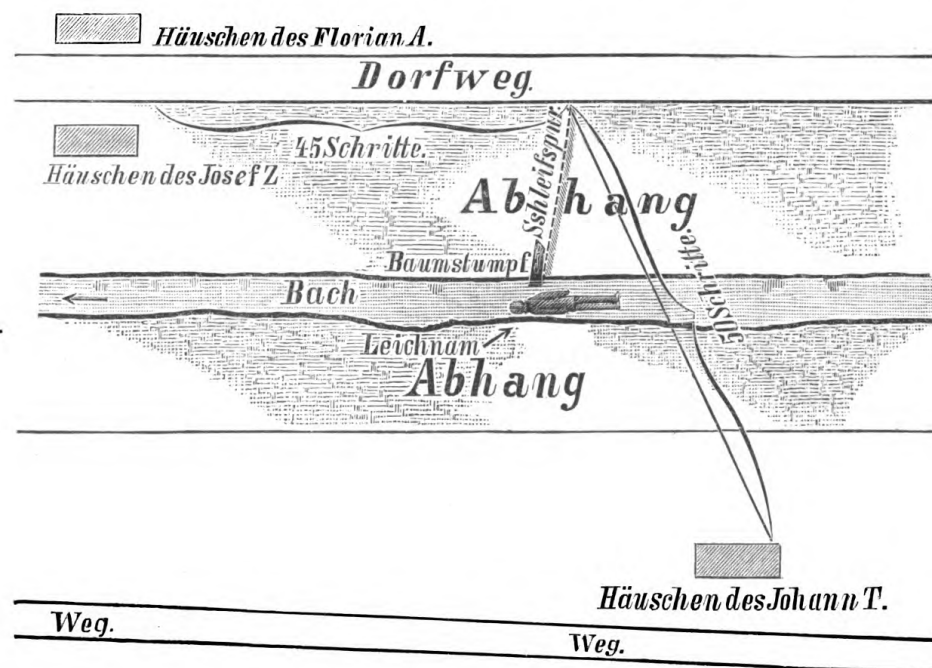 Häuschen des Florian A.
Dorfweg.
45 Schritte.
Häuschen des Josef Z
Schleifspur.
Abhang
50 Schritte.
Baumstumpf
Bach
Leichnam
Abhang
Häuschen des Johann T.
Weg.
Weg.